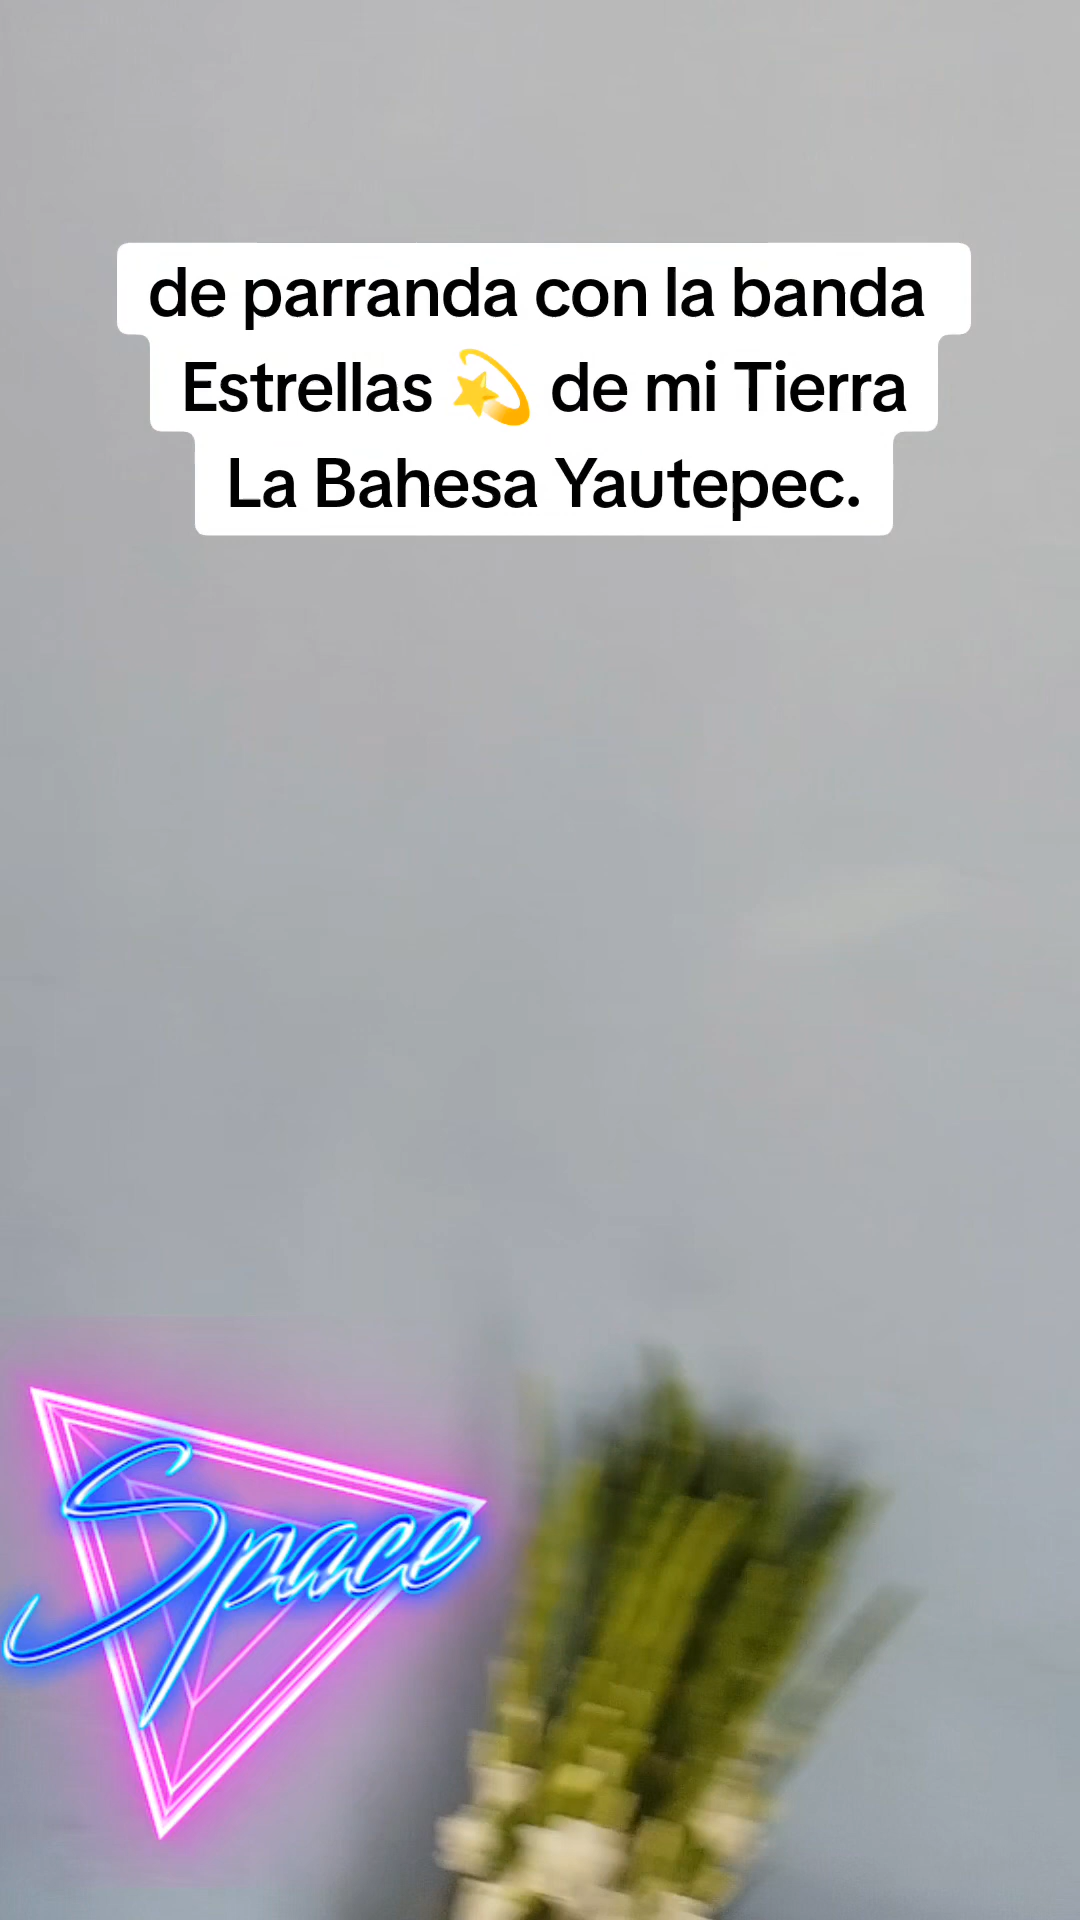 de parranda con la banda
Estrellas 💫 de mi Tierra
La Bahesa Yautepec.
Space